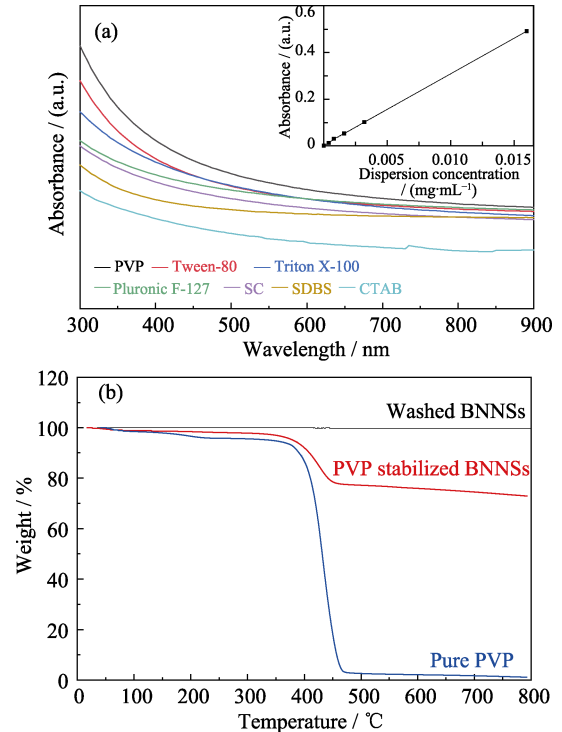 (a)
Absorbance / (a.u.)
0.6
0.4
0.2
0
Absorbance / (a.u.)
0.005 0.010 0.015
Dispersion concentration
/ (mg·mL⁻¹)
PVP Tween-80 Triton X-100
Pluronic F-127 SC SDBS CTAB
300 400 500 600 700 800 900
Wavelength / nm
(b)
Weight / %
120
100
80
60
40
20
0
Washed BNNSs
PVP stabilized BNNSs
Pure PVP
0 100 200 300 400 500 600 700 800
Temperature / ℃